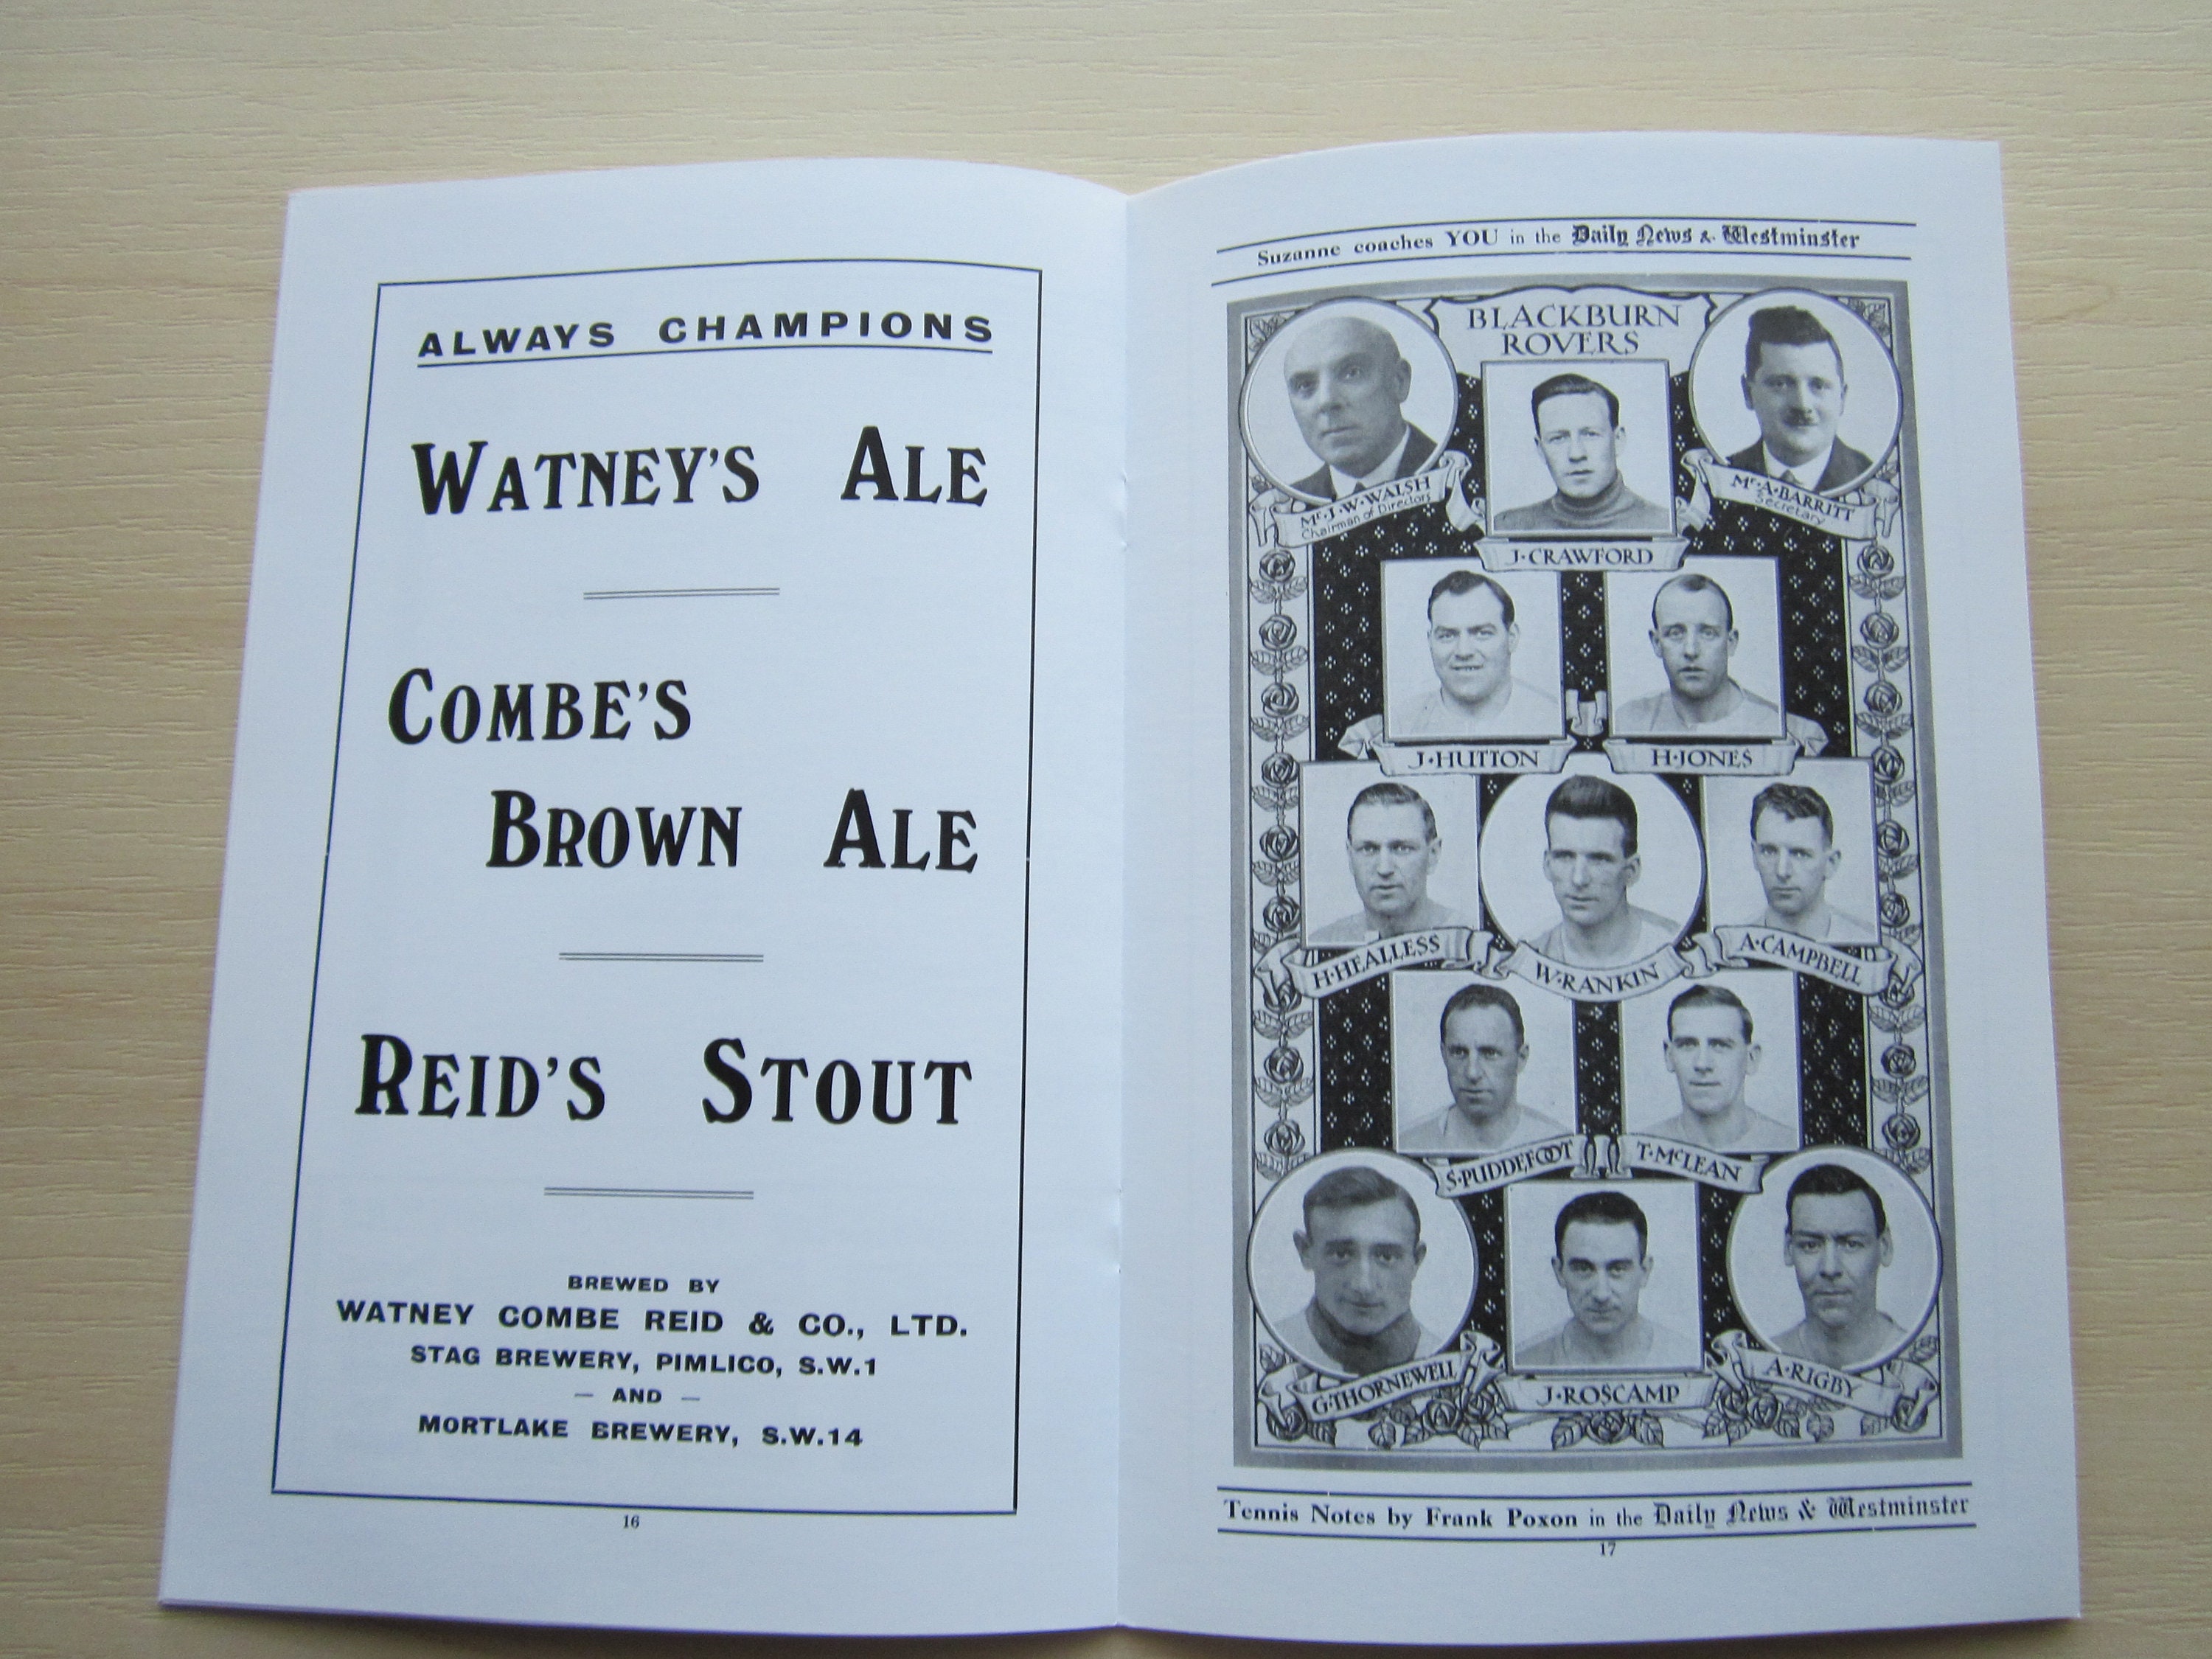 ALWAYS CHAMPIONS
WATNEY'S ALE
COMBE'S
BROWN ALE
REID'S STOUT
BREWED BY
WATNEY COMBE REID & CO., LTD.
STAG BREWERY, PIMLICO, S.W.1
— AND —
MORTLAKE BREWERY, S.W.14
16
Suzanne coaches YOU in the Daily News & Westminster
BLACKBURN
ROVERS
Mr. J.W. WALSH
Chairman of Directors
Mr. A. BARRITT
Secretary
J. CRAWFORD
J. HUTTON
H. JONES
H. HEALLESS
W. RANKIN
A. CAMPBELL
S. PUDDEFOOT
T. McLEAN
G. THORNEWELL
J. ROSCAMP
A. RIGBY
Tennis Notes by Frank Poxon in the Daily News & Westminster
17